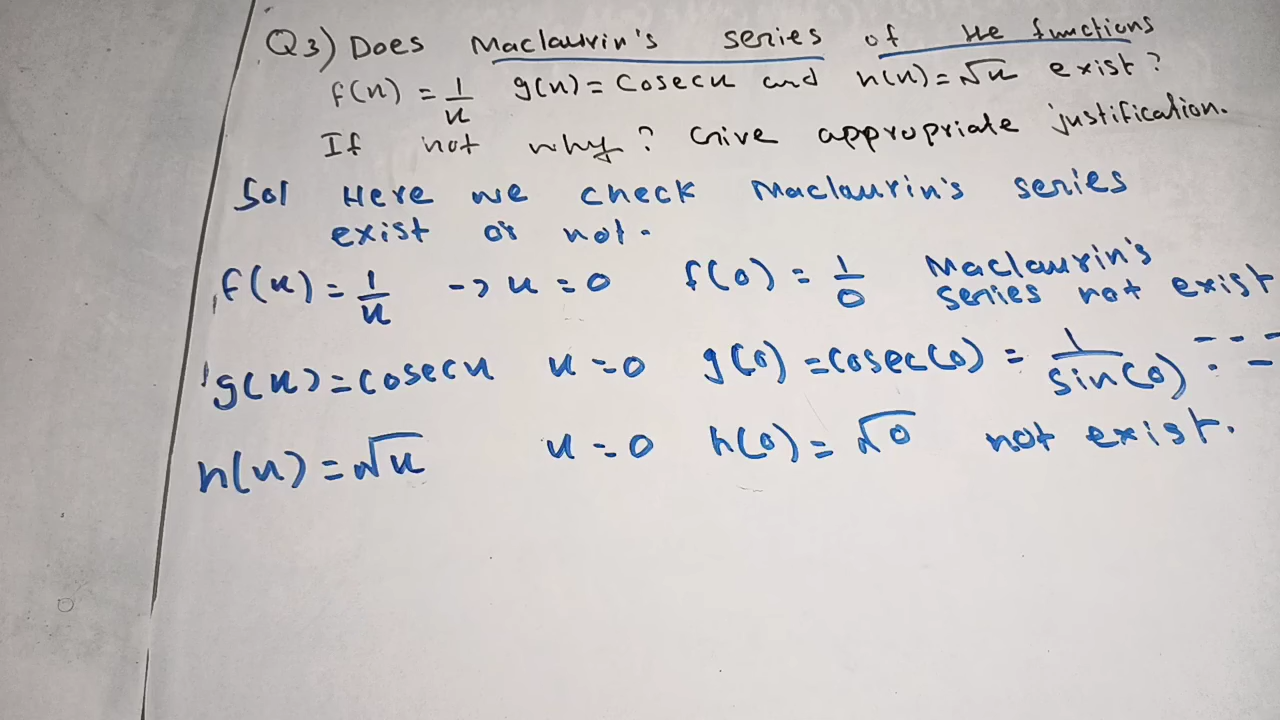 Q3) Does Maclaurin's series of the functions
f(x) = 1/x g(x) = Cosecx and h(x) = √x exist?
If not why? Give appropriate justification.
Sol Here we check Maclaurin's series
exist or not.
f(x) = 1/x -> x = 0 f(0) = 1/0 Maclaurin's
series not exist
g(x) = cosecx x = 0 g(0) = cosec(0) = 1/sin(0)
h(x) = √x x = 0 h(0) = √0 not exist.